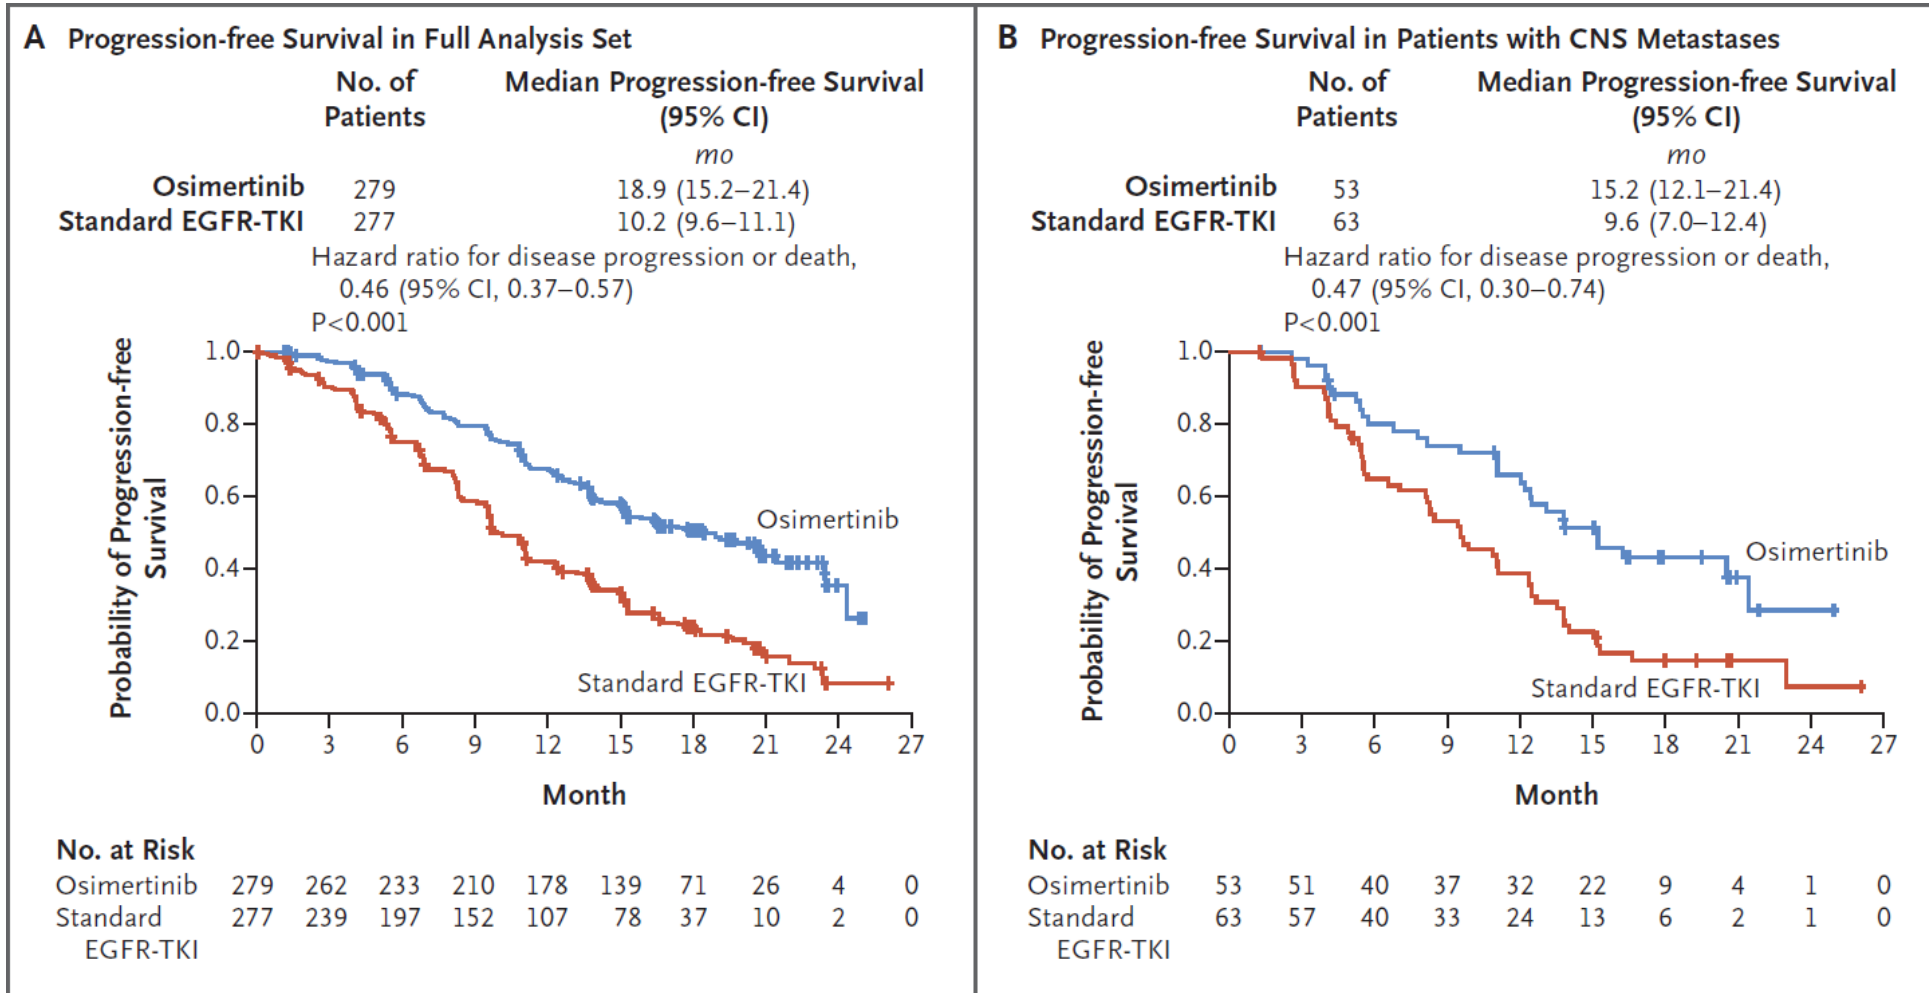 A Progression-free Survival in Full Analysis Set
No. of Patients
Median Progression-free Survival (95% CI)
mo
Osimertinib 279 18.9 (15.2–21.4)
Standard EGFR-TKI 277 10.2 (9.6–11.1)
Hazard ratio for disease progression or death,
0.46 (95% CI, 0.37–0.57)
P<0.001
Probability of Progression-free
Survival
1.0
0.8
0.6
0.4
0.2
0.0
Osimertinib
Standard EGFR-TKI
0 3 6 9 12 15 18 21 24 27
Month
No. at Risk
Osimertinib 279 262 233 210 178 139 71 26 4 0
Standard 277 239 197 152 107 78 37 10 2 0
EGFR-TKI
B Progression-free Survival in Patients with CNS Metastases
No. of Patients
Median Progression-free Survival (95% CI)
mo
Osimertinib 53 15.2 (12.1–21.4)
Standard EGFR-TKI 63 9.6 (7.0–12.4)
Hazard ratio for disease progression or death,
0.47 (95% CI, 0.30–0.74)
P<0.001
Probability of Progression-free
Survival
1.0
0.8
0.6
0.4
0.2
0.0
Osimertinib
Standard EGFR-TKI
0 3 6 9 12 15 18 21 24 27
Month
No. at Risk
Osimertinib 53 51 40 37 32 22 9 4 1 0
Standard 63 57 40 33 24 13 6 2 1 0
EGFR-TKI